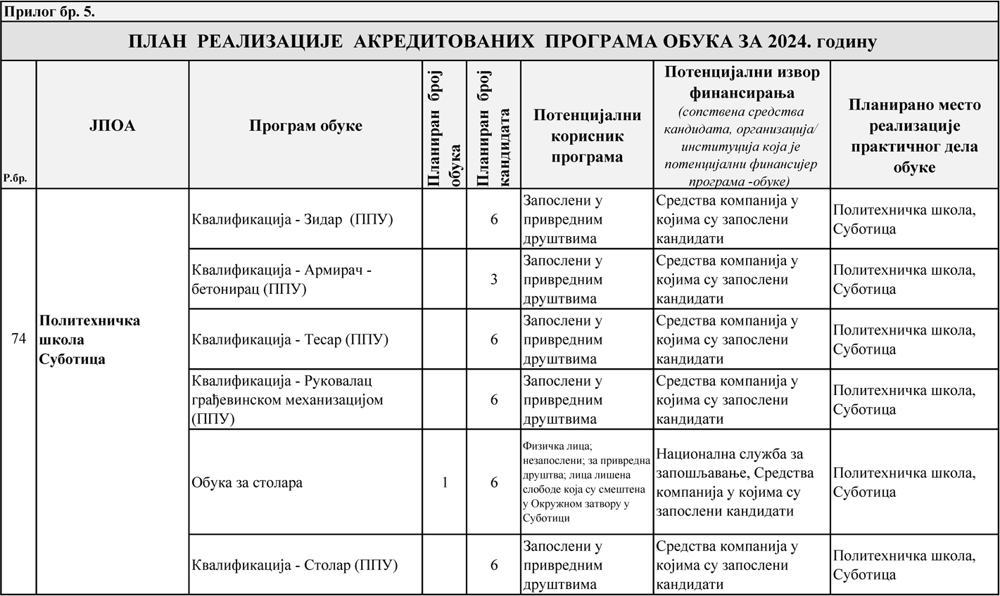 Прилог бр. 5.
ПЛАН РЕАЛИЗАЦИЈЕ АКРЕДИТОВАНИХ ПРОГРАМА ОБУКА ЗА 2024. годину
Р.бр.
ЈПОА
Програм обуке
Планиран број
обука
Планиран број
кандидата
Потенцијални
корисник
програма
Потенцијални извор
финансирања
(сопствена средства
кандидата, организација/
институција која је
потенцијални финансијер
програма -обуке)
Планирано место
реализације
практичног дела
обуке
74
Политехничка
школа
Суботица
Квалификација - Зидар (ППУ)
6
Запослени у
привредним
друштвима
Средства компанија у
којима су запослени
кандидати
Политехничка школа,
Суботица
Квалификација - Армирач -
бетонирац (ППУ)
3
Запослени у
привредним
друштвима
Средства компанија у
којима су запослени
кандидати
Политехничка школа,
Суботица
Квалификација - Тесар (ППУ)
6
Запослени у
привредним
друштвима
Средства компанија у
којима су запослени
кандидати
Политехничка школа,
Суботица
Квалификација - Руковалац
грађевинском механизацијом
(ППУ)
6
Запослени у
привредним
друштвима
Средства компанија у
којима су запослени
кандидати
Политехничка школа,
Суботица
Обука за столара
1
6
Физичка лица;
незапослени; за привредна
друштва; лица лишена
слободе која су смештена
у Окружном затвору у
Суботици
Национална служба за
запошљавање, Средства
компанија у којима су
запослени кандидати
Политехничка школа,
Суботица
Квалификација - Столар (ППУ)
6
Запослени у
привредним
друштвима
Средства компанија у
којима су запослени
кандидати
Политехничка школа,
Суботица